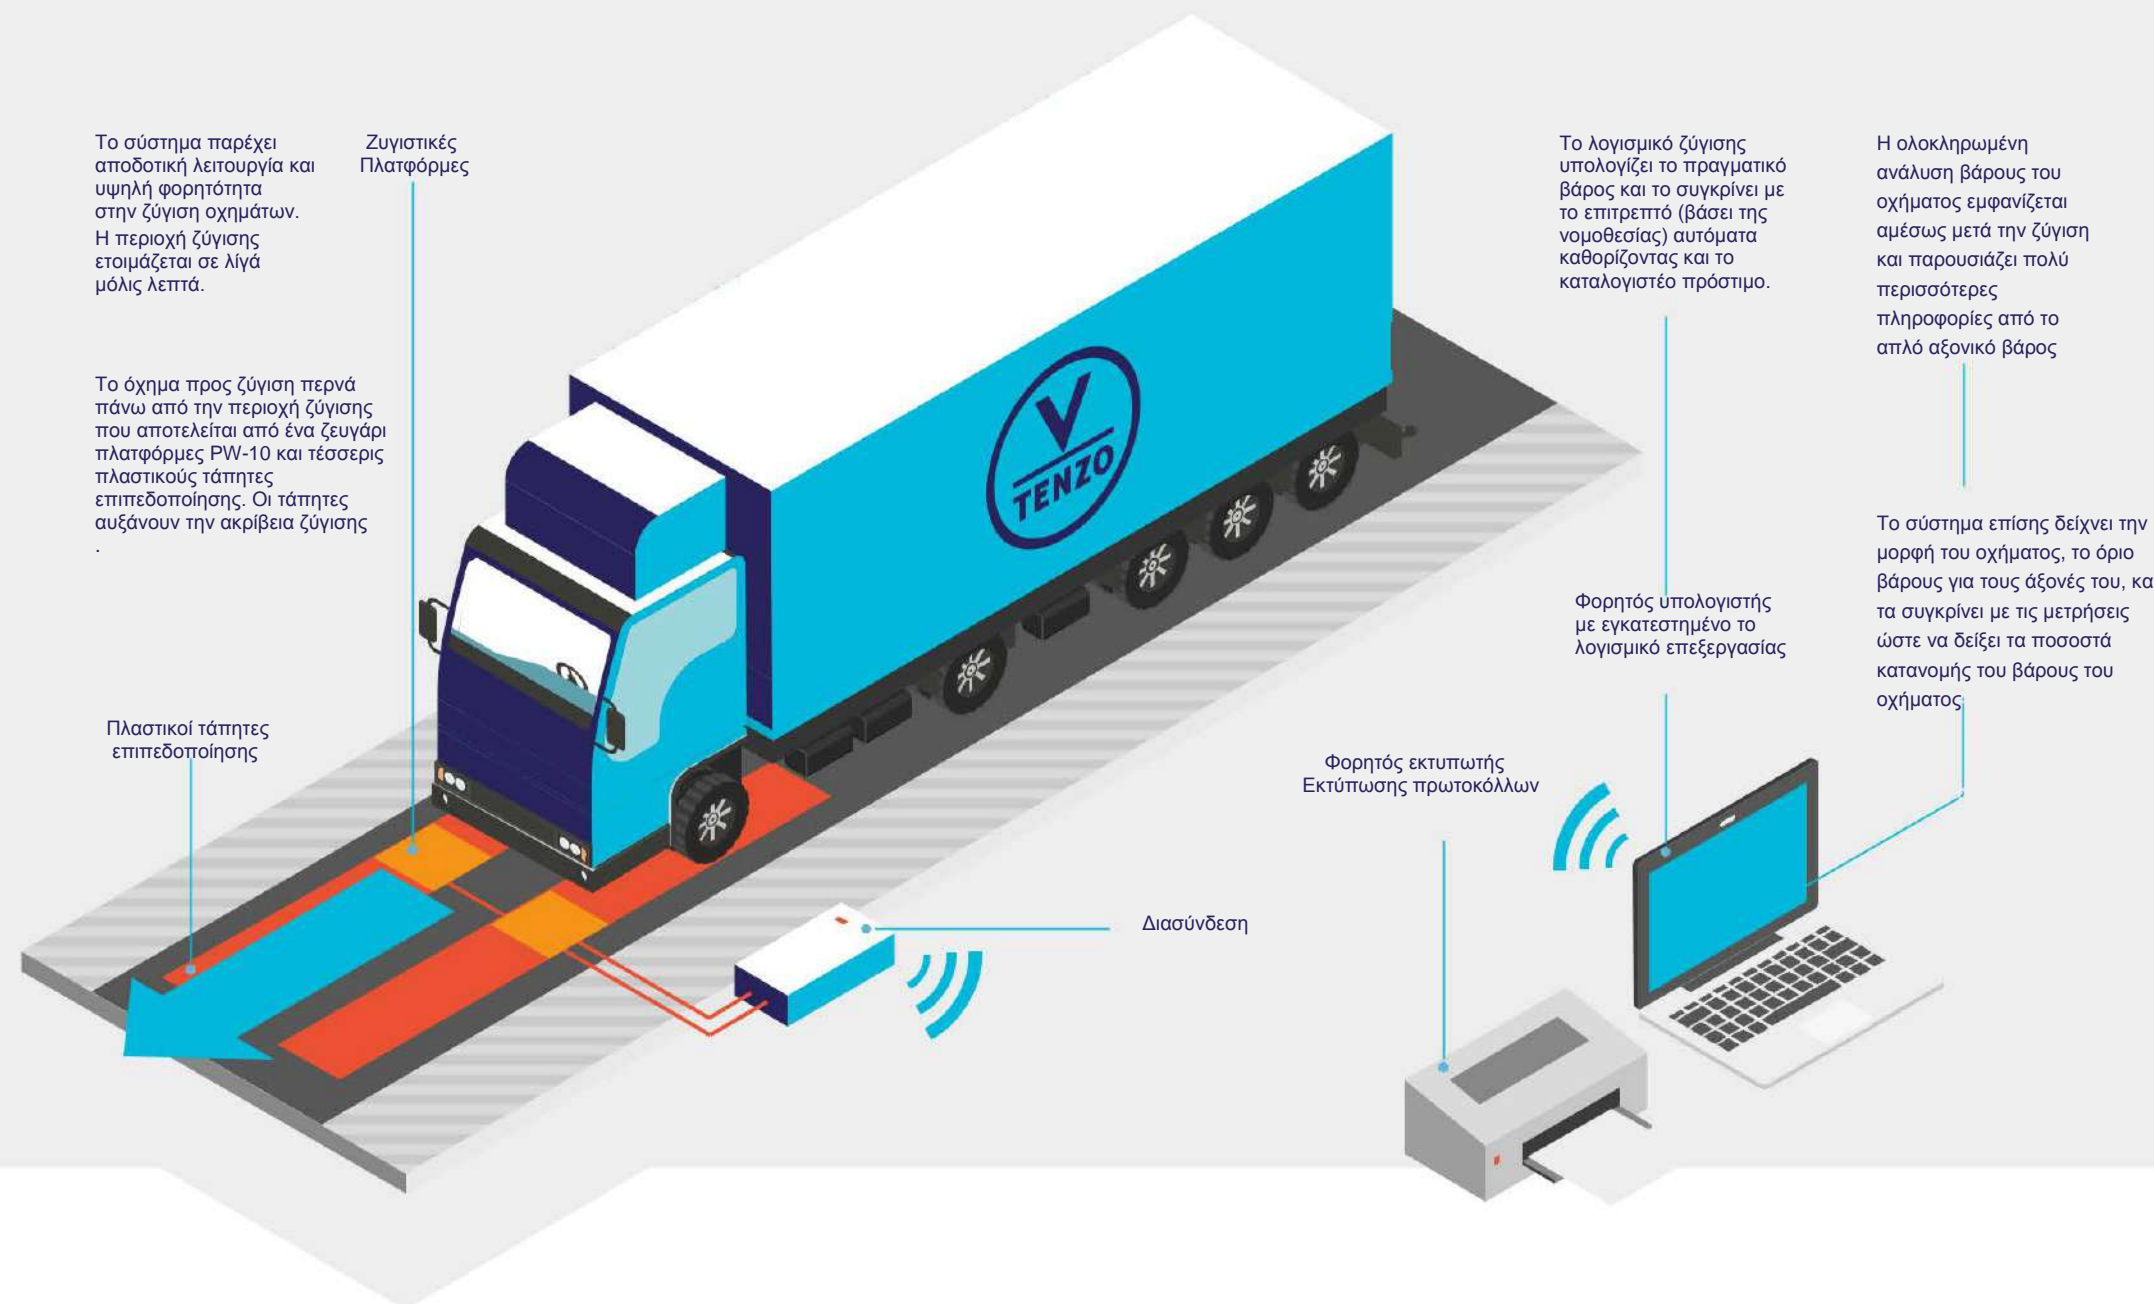 Το σύστημα παρέχει
αποδοτική λειτουργία και
υψηλή φορητότητα
στην ζύγιση οχημάτων.
Η περιοχή ζύγισης
ετοιμάζεται σε λίγά
μόλις λεπτά.
Ζυγιστικές
Πλατφόρμες
Το όχημα προς ζύγιση περνά
πάνω από την περιοχή ζύγισης
που αποτελείται από ένα ζευγάρι
πλατφόρμες PW-10 και τέσσερις
πλαστικούς τάπητες
επιπεδοποίησης. Οι τάπητες
αυξάνουν την ακρίβεια ζύγισης
.
Πλαστικοί τάπητες
επιπεδοποίησης
V
TENZO
Διασύνδεση
Φορητός εκτυπωτής
Εκτύπωσης πρωτοκόλλων
Το λογισμικό ζύγισης
υπολογίζει το πραγματικό
βάρος και το συγκρίνει με
το επιτρεπτό (βάσει της
νομοθεσίας) αυτόματα
καθορίζοντας και το
καταλογιστέο πρόστιμο.
Φορητός υπολογιστής
με εγκατεστημένο το
λογισμικό επεξεργασίας
Η ολοκληρωμένη
ανάλυση βάρους του
οχήματος εμφανίζεται
αμέσως μετά την ζύγιση
και παρουσιάζει πολύ
περισσότερες
πληροφορίες από το
απλό αξονικό βάρος
Το σύστημα επίσης δείχνει την
μορφή του οχήματος, το όριο
βάρους για τους άξονές του, κα
τα συγκρίνει με τις μετρήσεις
ώστε να δείξει τα ποσοστά
κατανομής του βάρους του
οχήματος